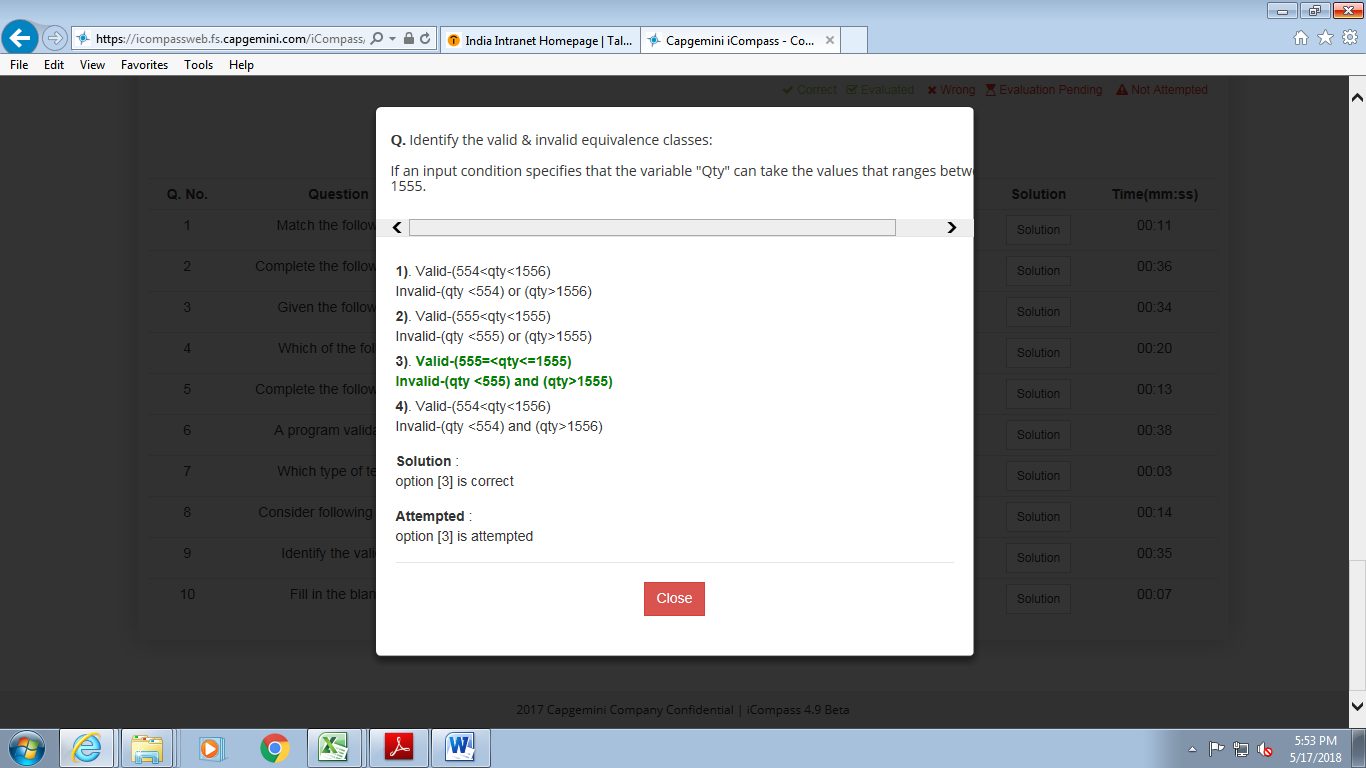 https://icompassweb.fs.capgemini.com/iCompass/
India Intranet Homepage | Tal...
Capgemini iCompass - Co...
File Edit View Favorites Tools Help
Correct Evaluated Wrong Evaluation Pending Not Attempted
Q. Identify the valid & invalid equivalence classes:
If an input condition specifies that the variable "Qty" can take the values that ranges betw
1555.
Q. No. Question Solution Time(mm:ss)
1 Match the follow Solution 00:11
2 Complete the follow Solution 00:36
3 Given the follow Solution 00:34
4 Which of the fol Solution 00:20
5 Complete the follow Solution 00:13
6 A program valida Solution 00:38
7 Which type of te Solution 00:03
8 Consider following Solution 00:14
9 Identify the vali Solution 00:35
10 Fill in the blan Solution 00:07
1). Valid-(554<qty<1556)
Invalid-(qty <554) or (qty>1556)
2). Valid-(555<qty<1555)
Invalid-(qty <555) or (qty>1555)
3). Valid-(555=<qty<=1555)
Invalid-(qty <555) and (qty>1555)
4). Valid-(554<qty<1556)
Invalid-(qty <554) and (qty>1556)
Solution :
option [3] is correct
Attempted :
option [3] is attempted
Close
2017 Capgemini Company Confidential | iCompass 4.9 Beta
5:53 PM
5/17/2018